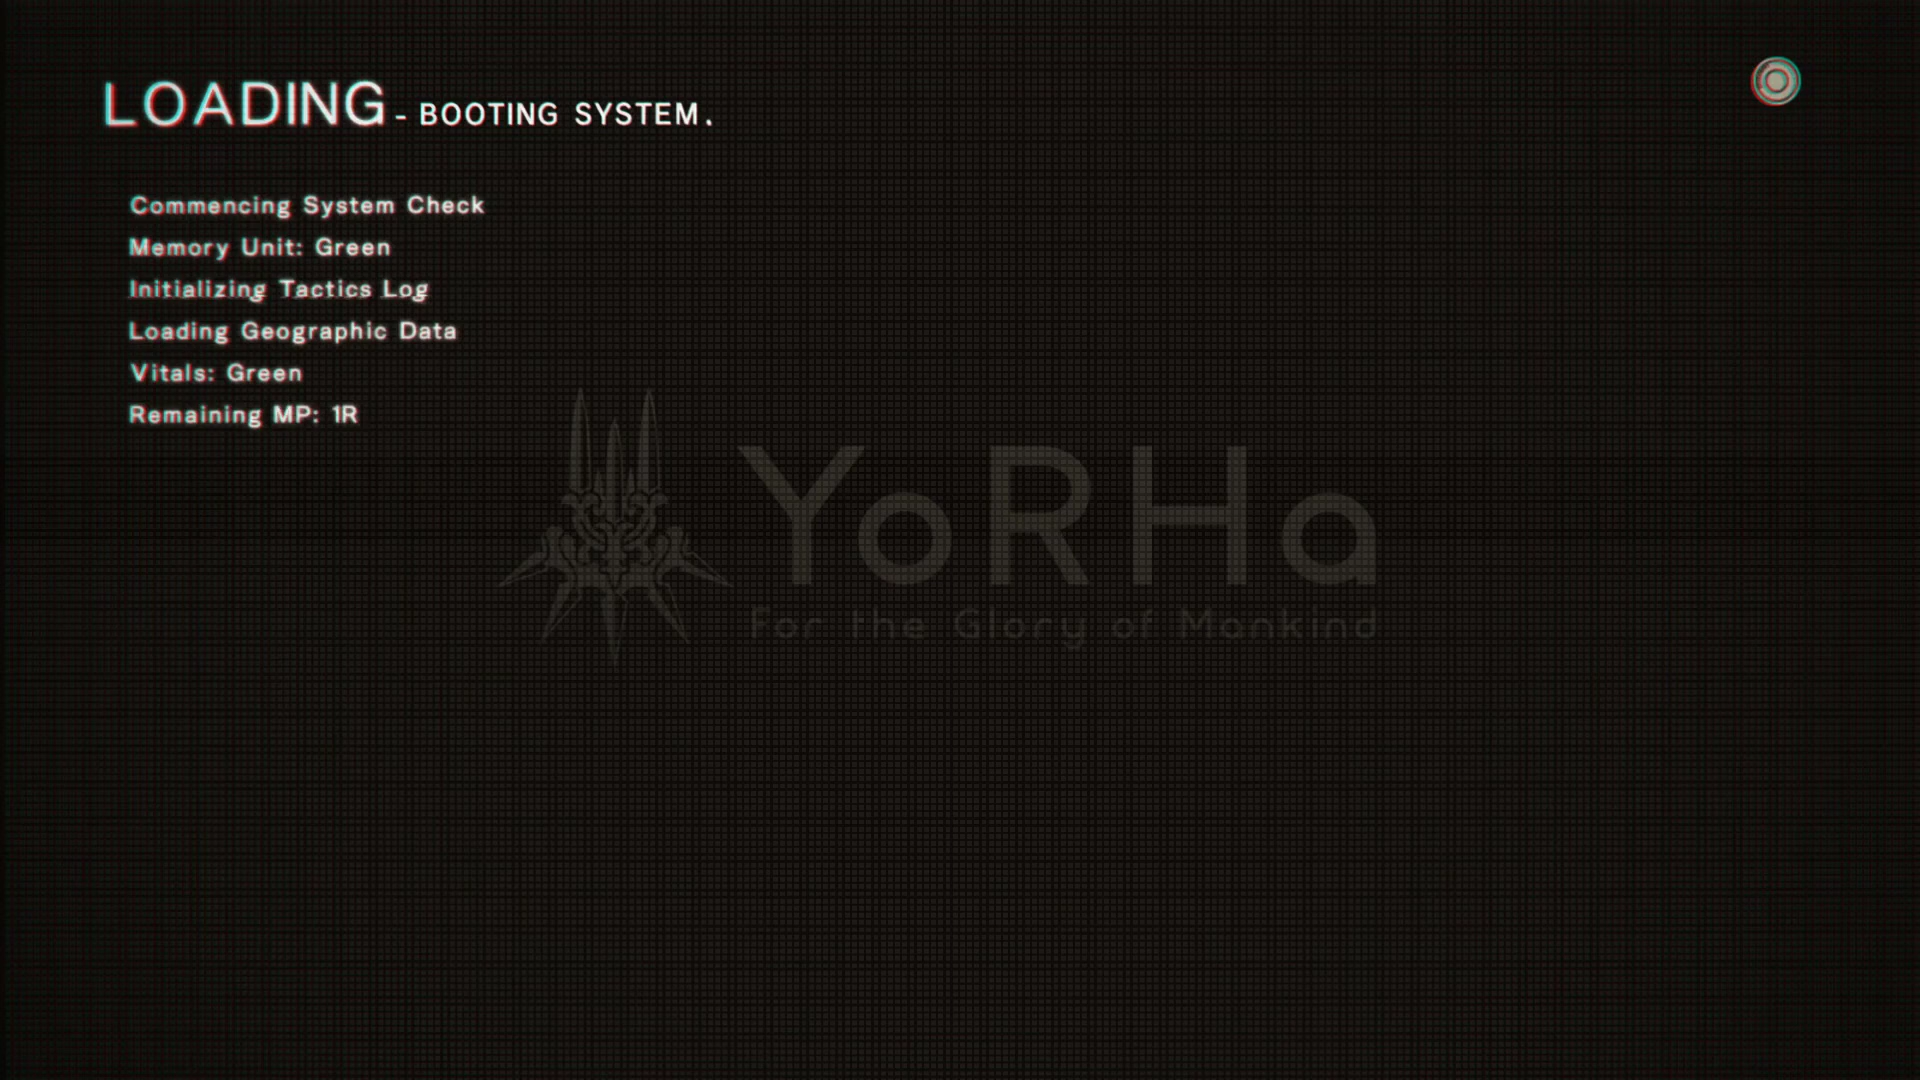 LOADING - BOOTING SYSTEM.
Commencing System Check
Memory Unit: Green
Initializing Tactics Log
Loading Geographic Data
Vitals: Green
Remaining MP: 1R
YoRHa
For the Glory of Mankind